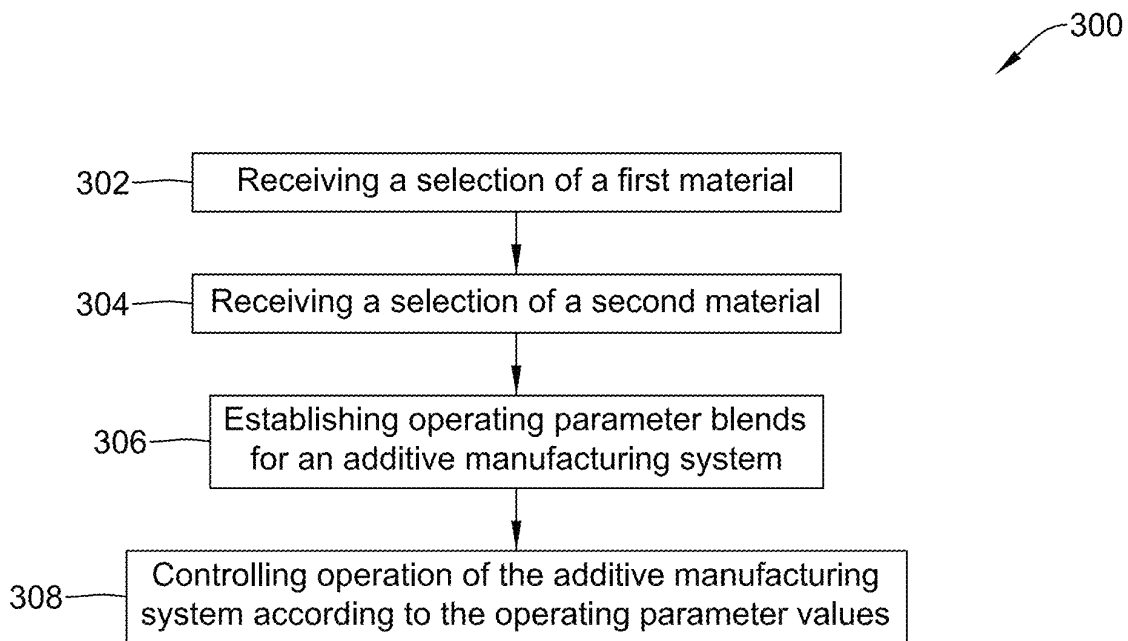 300
302
Receiving a selection of a first material
304
Receiving a selection of a second material
306
Establishing operating parameter blends
for an additive manufacturing system
308
Controlling operation of the additive manufacturing
system according to the operating parameter values